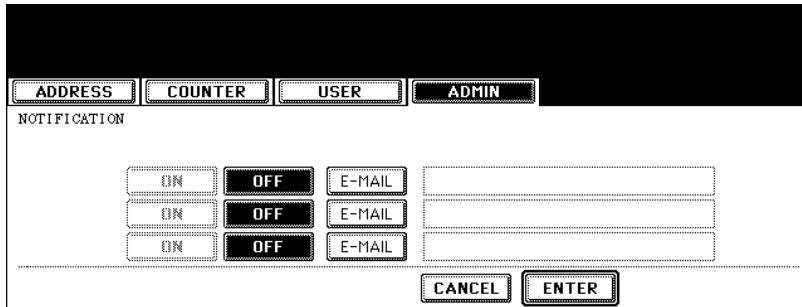 ADDRESS COUNTER USER ADMIN
NOTIFICATION
ON OFF E-MAIL
ON OFF E-MAIL
ON OFF E-MAIL
CANCEL ENTER